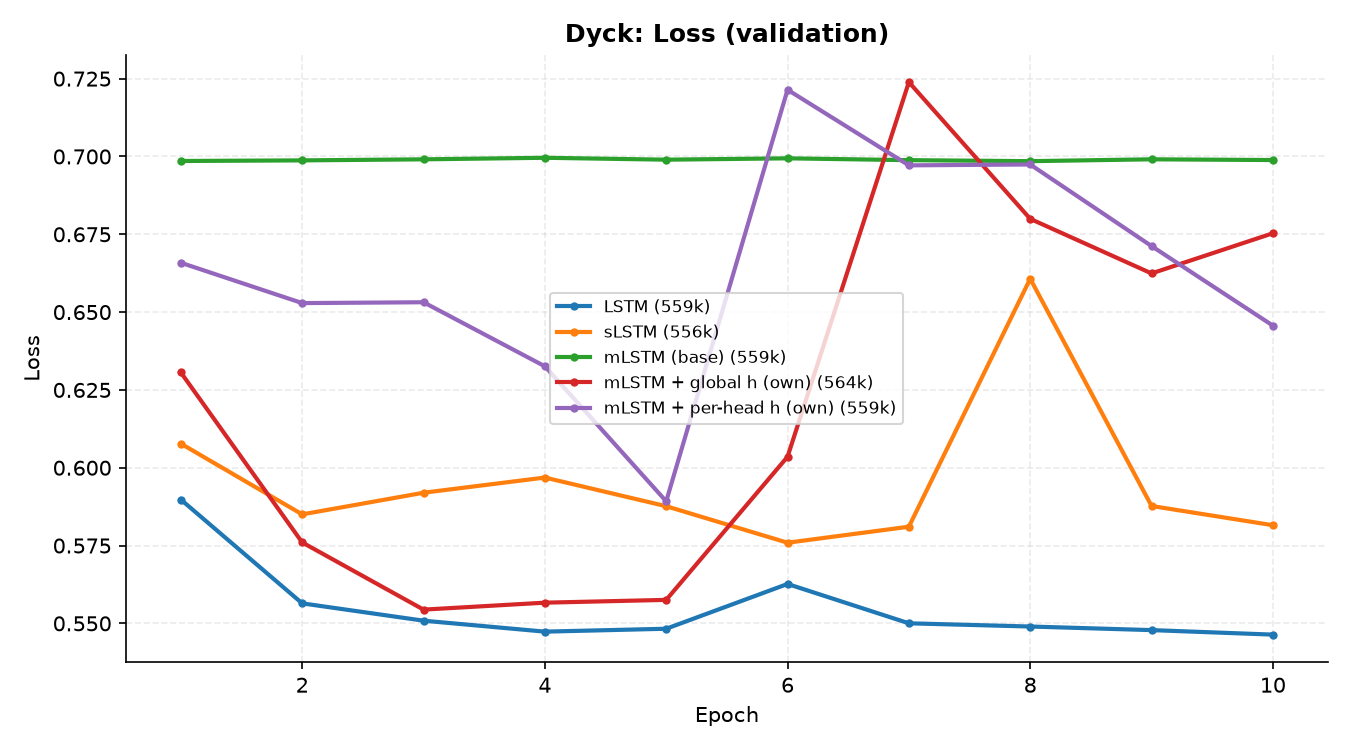 Dyck: Loss (validation)
0.725
0.700
0.675
0.650
0.625
0.600
0.575
0.550
Loss
LSTM (559k)
sLSTM (556k)
mLSTM (base) (559k)
mLSTM + global h (own) (564k)
mLSTM + per-head h (own) (559k)
2 4 6 8 10
Epoch